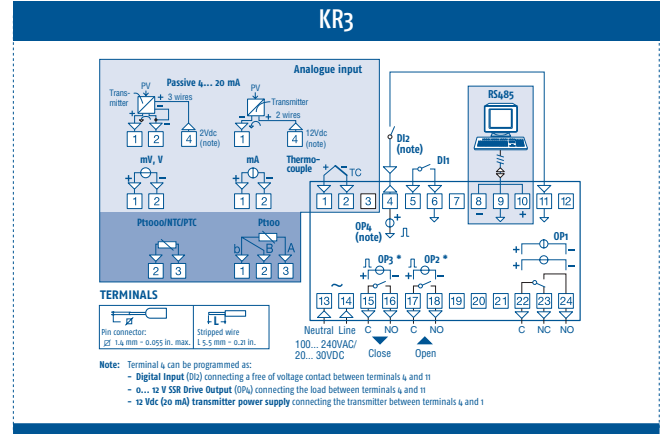 KR3
Analogue input
Passive 4... 20 mA
PV
Trans-
mitter
3 wires
+
-
1 2 4
2Vdc
(note)
PV
Transmitter
2 wires
+
-
1 2 4
12Vdc
(note)
mV, V
+ -
1 2
mA
+ -
1 2
Thermo-
couple
+ -
TC
Pt1000/NTC/PTC
2 3
Pt100
b B A
1 2 3
DI2
(note)
DI1
RS485
1 2 3 4 5 6 7 8 9 10 11 12
- +
OP4
(note)
+
OP3 *
+ -
OP2 *
+ -
OP1
+ -
+ -
~
13 14 15 16 17 18 19 20 21 22 23 24
Neutral Line C NO C NO C NC NO
100... 240VAC/
20... 30VDC
Close
Open
TERMINALS
Pin connector:
Ø 1.4 mm - 0.055 in. max.
L
Stripped wire
L 5.5 mm - 0.21 in.
Note: Terminal 4 can be programmed as:
- Digital Input (DI2) connecting a free of voltage contact between terminals 4 and 11
- 0... 12 V SSR Drive Output (OP4) connecting the load between terminals 4 and 11
- 12 Vdc (20 mA) transmitter power supply connecting the transmitter between terminals 4 and 1